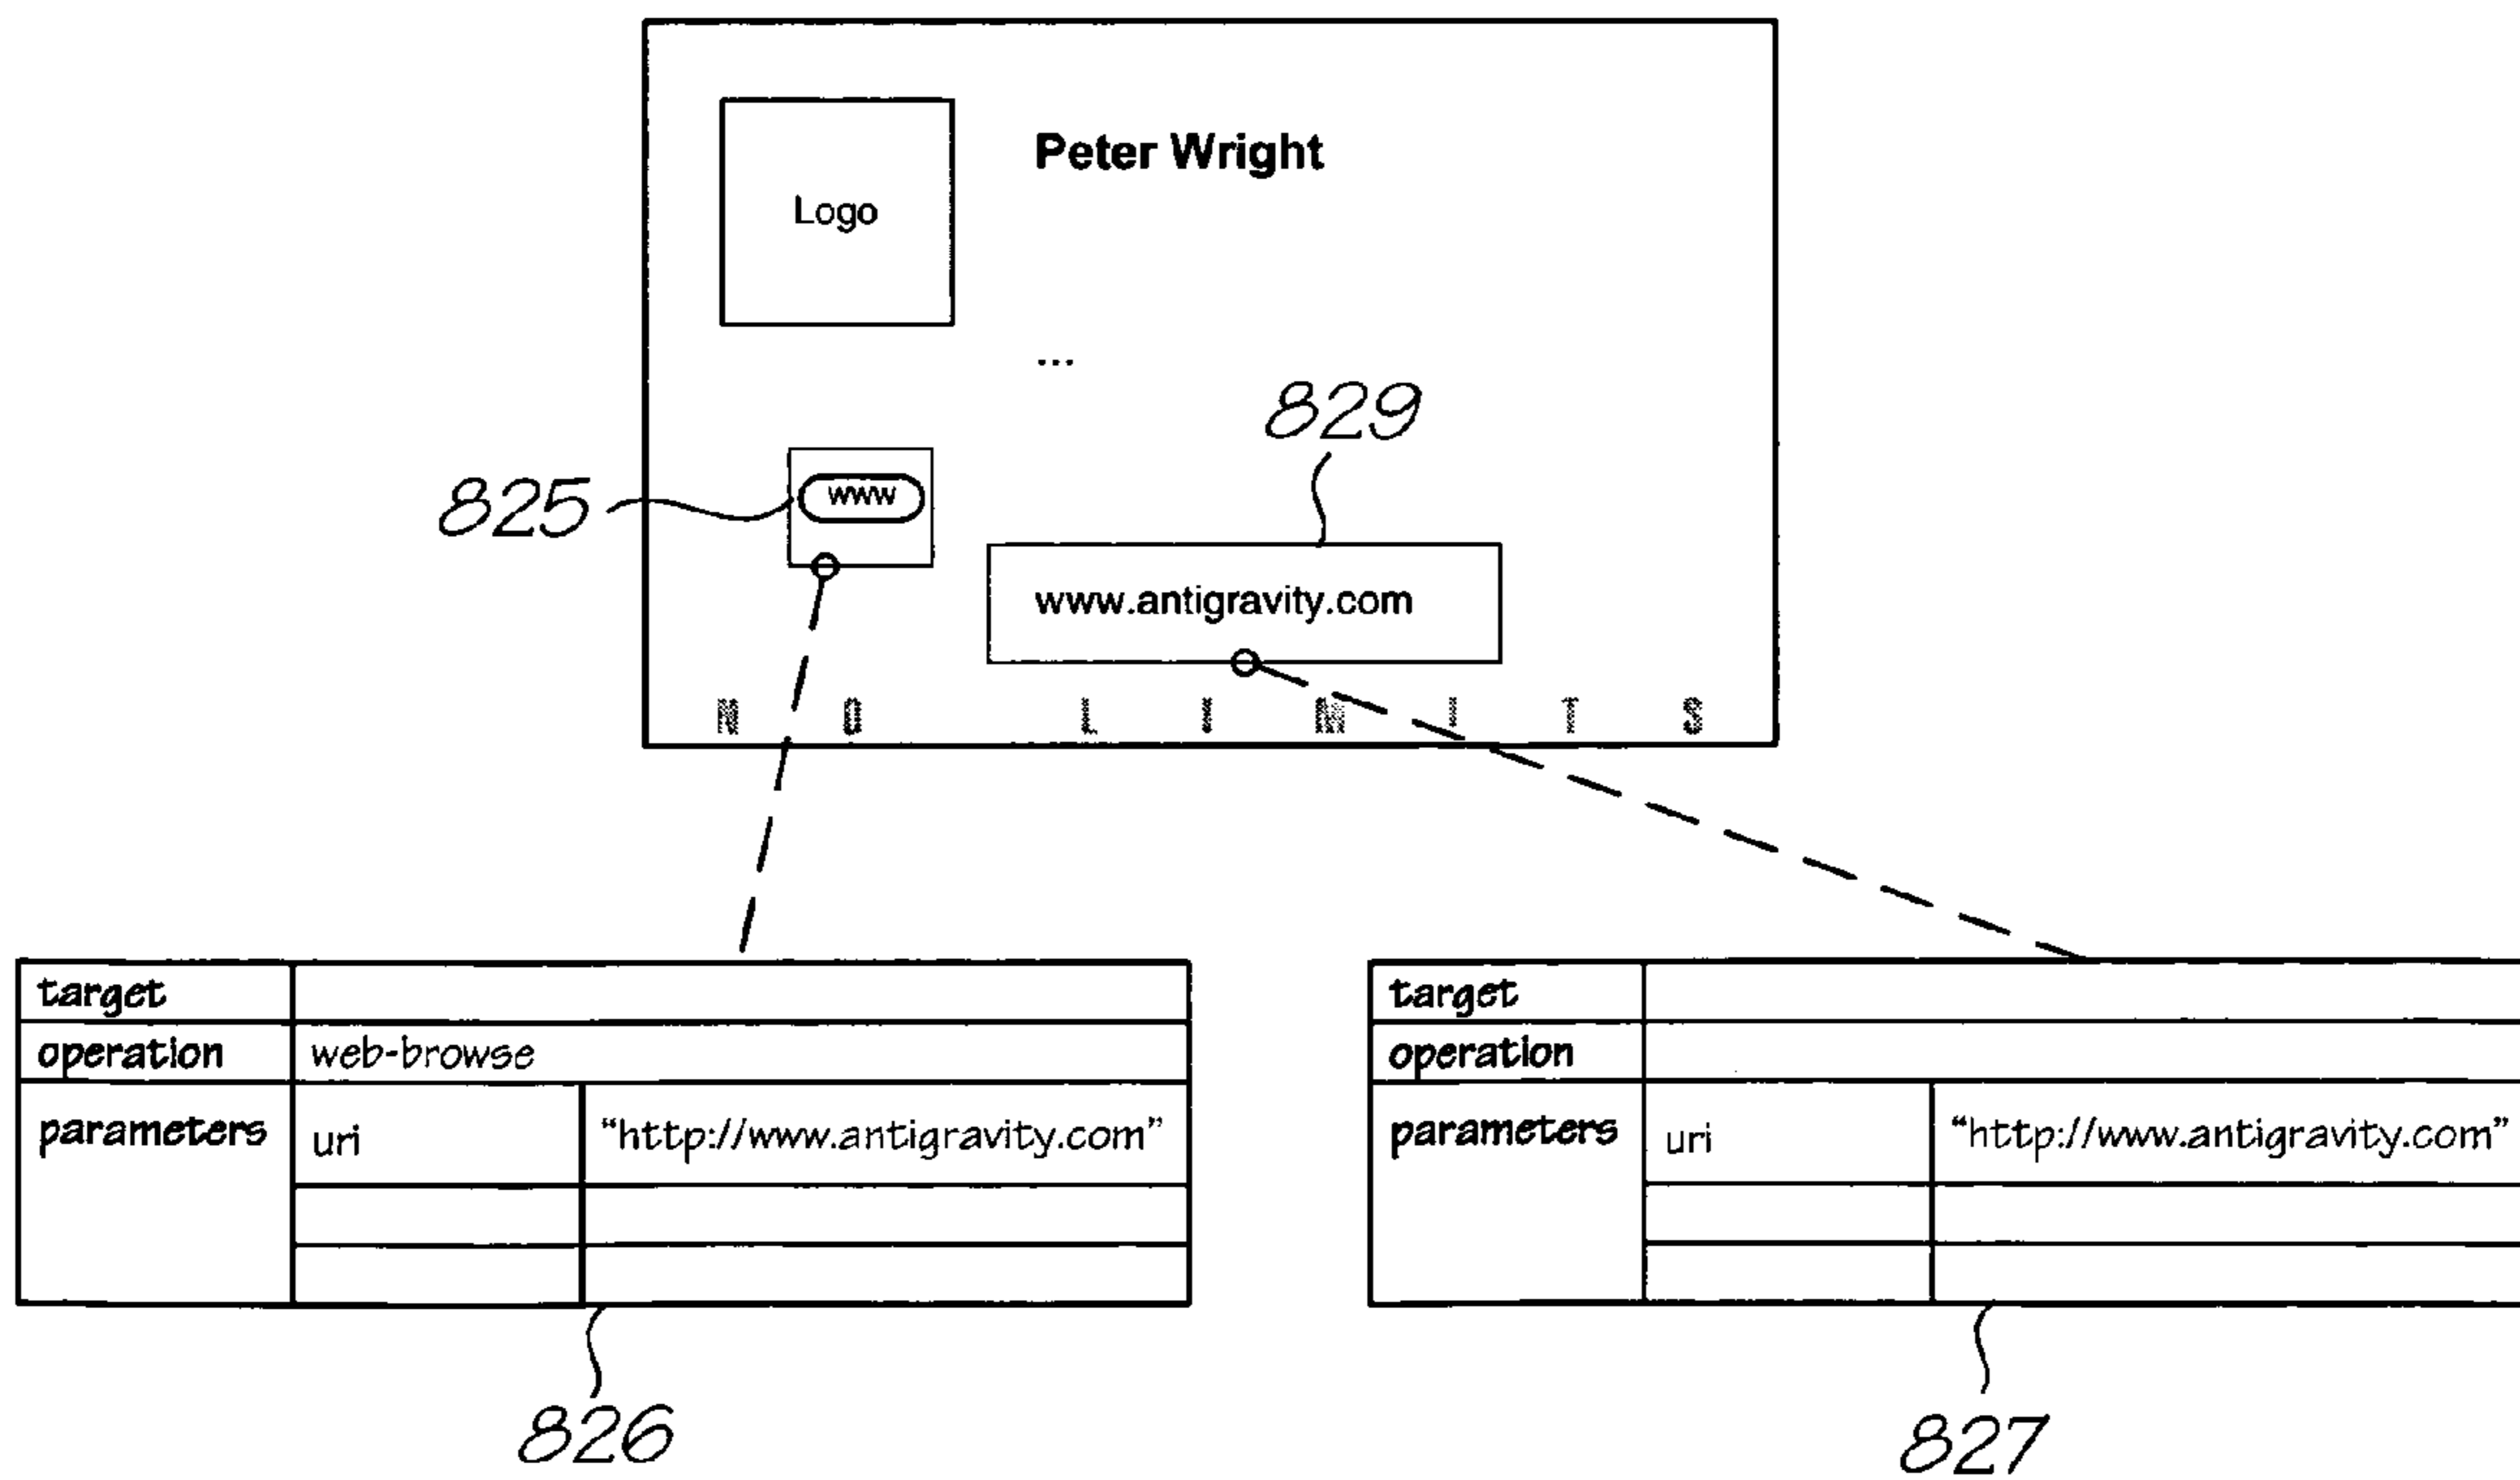 Peter Wright
Logo
...
829
825
www
www.antigravity.com
N O L I M I T S
target
operation web-browse
parameters uri “http://www.antigravity.com”
826
target
operation
parameters uri “http://www.antigravity.com”
827